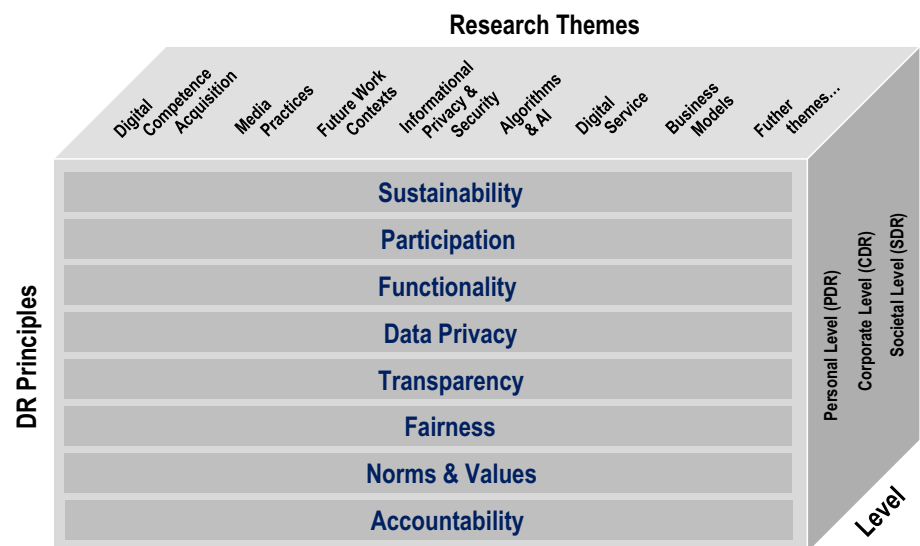 Research Themes
Digital
Competence
Acquisition
Media
Practices
Future Work
Contexts
Informational
Privacy &
Security
Algorithms
& AI
Digital
Service
Business
Models
Futher
themes...
DR Principles
Sustainability
Participation
Functionality
Data Privacy
Transparency
Fairness
Norms & Values
Accountability
Personal Level (PDR)
Corporate Level (CDR)
Societal Level (SDR)
Level